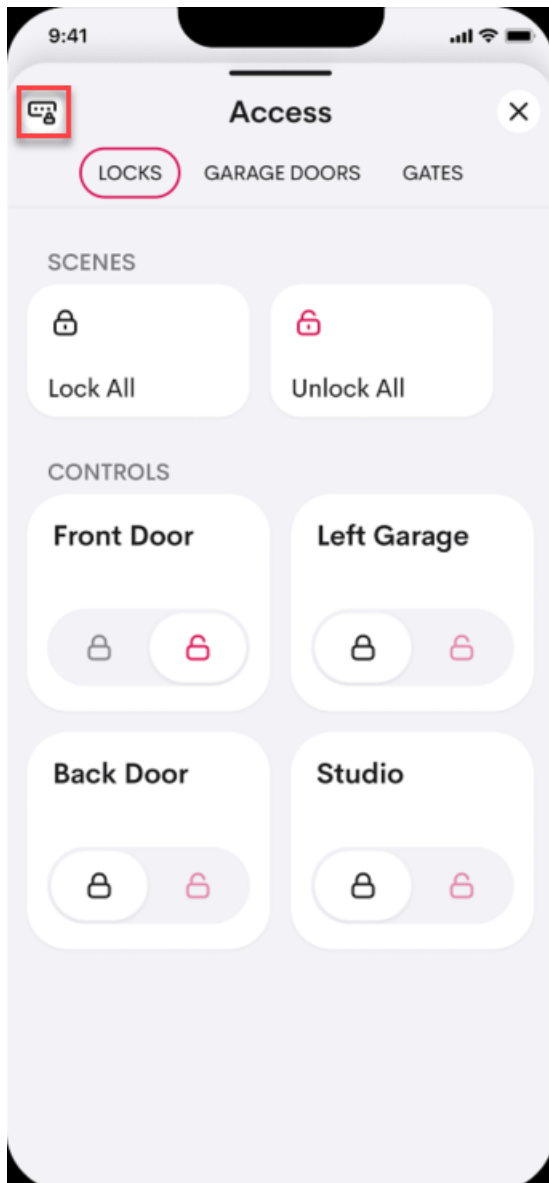 9:41
Access
LOCKS GARAGE DOORS GATES
SCENES
Lock All Unlock All
CONTROLS
Front Door Left Garage
Back Door Studio